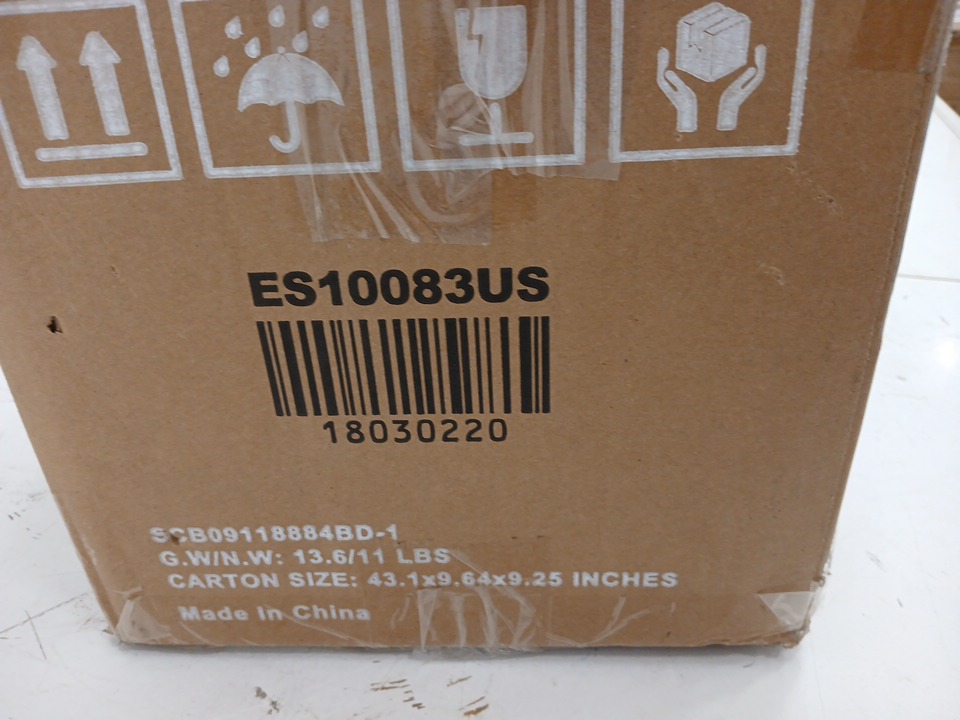 ES10083US
18030220
SCB09118884BD-1
G.W/N.W: 13.6/11 LBS
CARTON SIZE: 43.1x9.64x9.25 INCHES
Made In China